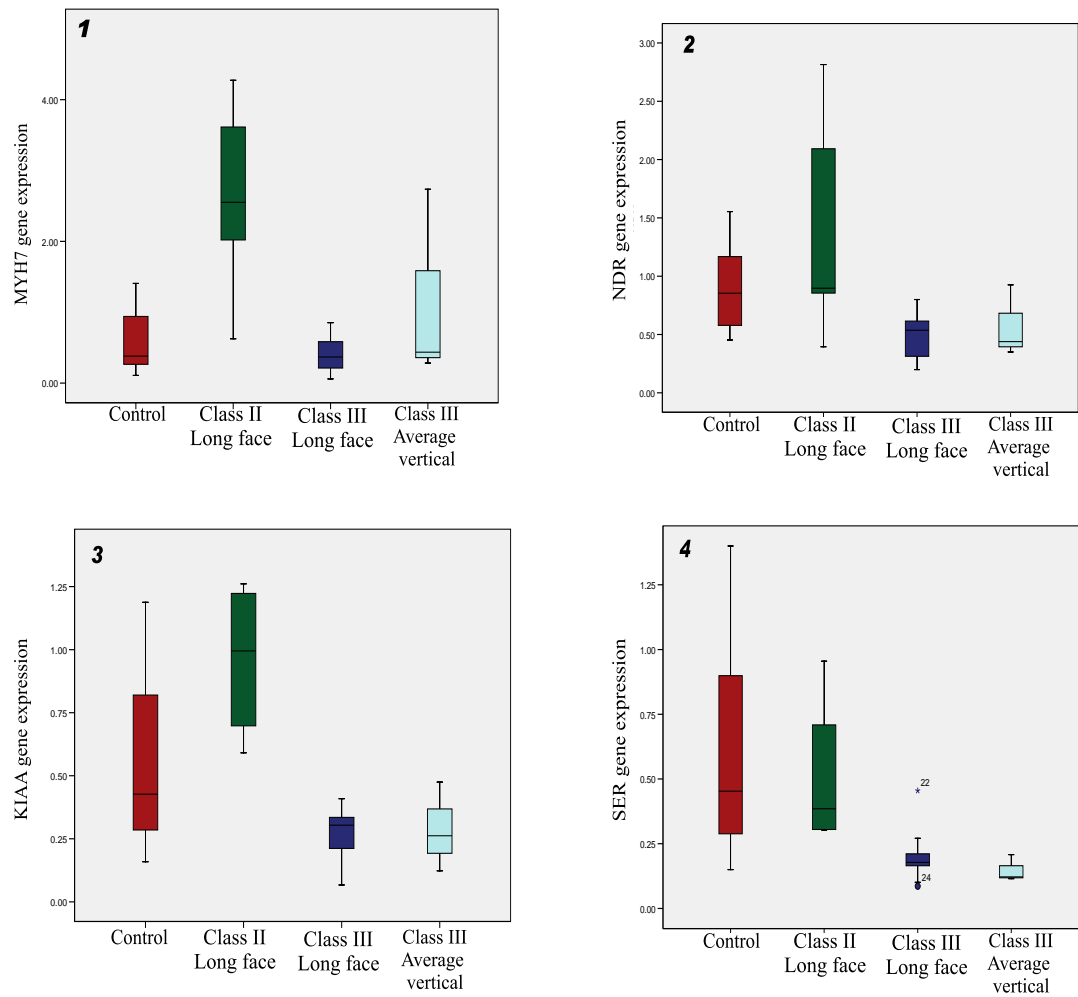 1
MYH7 gene expression
4.00
2.00
0.00
Control
Class II
Long face
Class III
Long face
Class III
Average
vertical
2
NDR gene expression
3.00
2.50
2.00
1.50
1.00
0.50
0.00
Control
Class II
Long face
Class III
Long face
Class III
Average
vertical
3
KIAA gene expression
1.25
1.00
0.75
0.50
0.25
0.00
Control
Class II
Long face
Class III
Long face
Class III
Average
vertical
4
SER gene expression
1.25
1.00
0.75
0.50
0.25
0.00
22
24
Control
Class II
Long face
Class III
Long face
Class III
Average
vertical